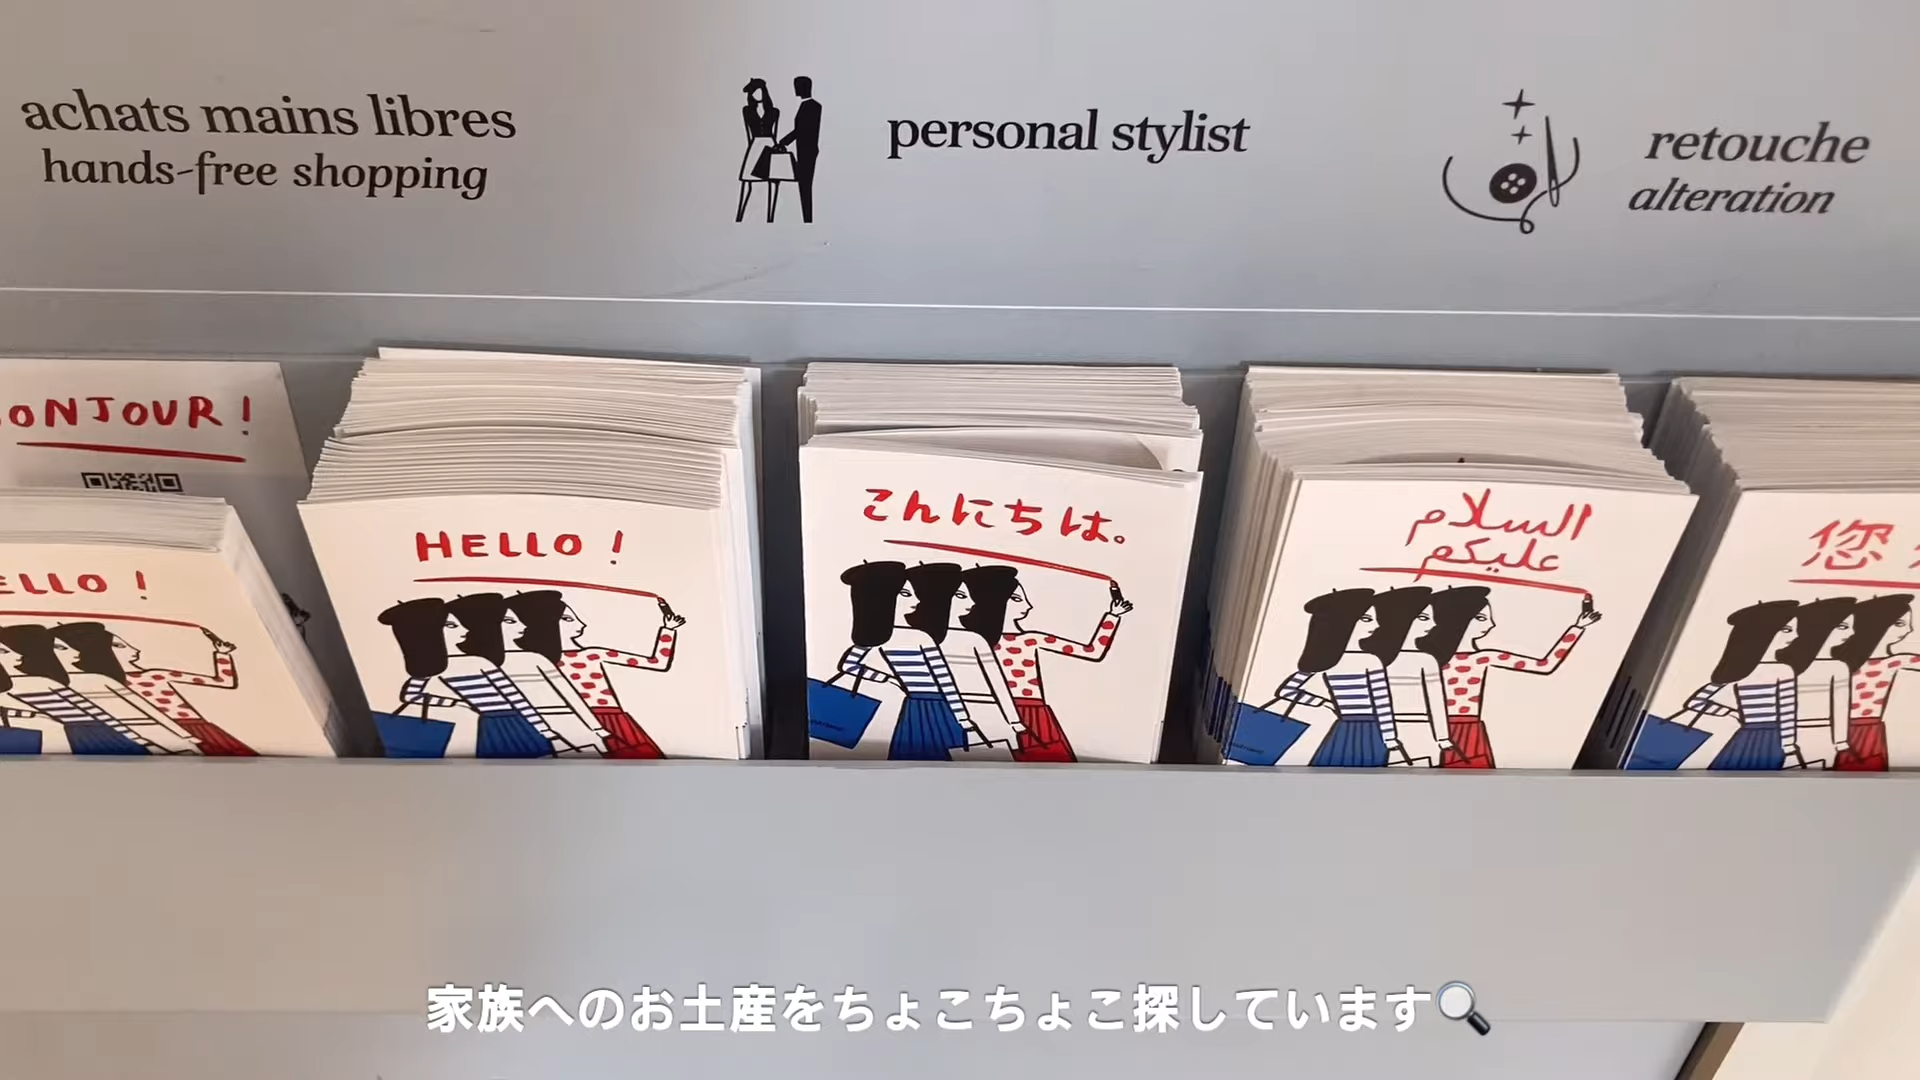 achats mains libres
hands-free shopping
personal stylist
retouche
alteration
BONJOUR !
HELLO !
HELLO !
こんにちは。
السلام
عليكم
您
家族へのお土産をちょこちょこ探しています🔍